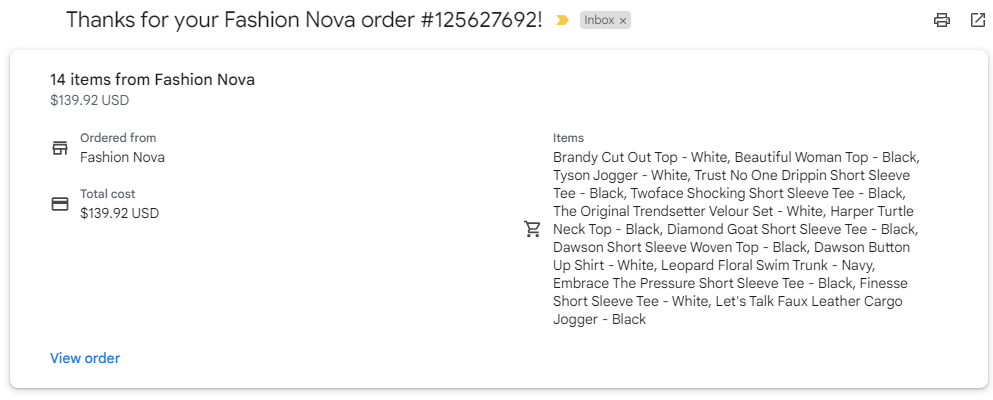 Thanks for your Fashion Nova order #125627692!
Inbox ×
14 items from Fashion Nova
$139.92 USD
Ordered from
Fashion Nova
Total cost
$139.92 USD
Items
Brandy Cut Out Top - White, Beautiful Woman Top - Black,
Tyson Jogger - White, Trust No One Drippin Short Sleeve
Tee - Black, Twoface Shocking Short Sleeve Tee - Black,
The Original Trendsetter Velour Set - White, Harper Turtle
Neck Top - Black, Diamond Goat Short Sleeve Tee - Black,
Dawson Short Sleeve Woven Top - Black, Dawson Button
Up Shirt - White, Leopard Floral Swim Trunk - Navy,
Embrace The Pressure Short Sleeve Tee - Black, Finesse
Short Sleeve Tee - White, Let's Talk Faux Leather Cargo
Jogger - Black
View order